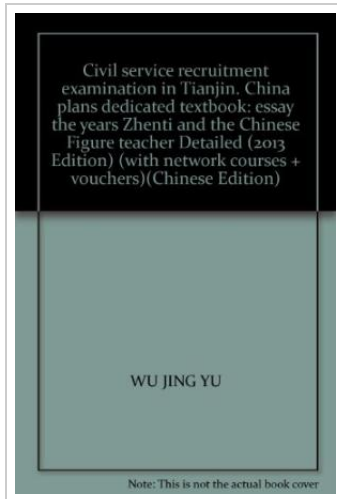 Civil service recruitment
examination in Tianjin. China
plans dedicated textbook: essay
the years Zhenti and the Chinese
Figure teacher Detailed (2013
Edition) (with network courses +
vouchers)(Chinese Edition)
WU JING YU
Note: This is not the actual book cover